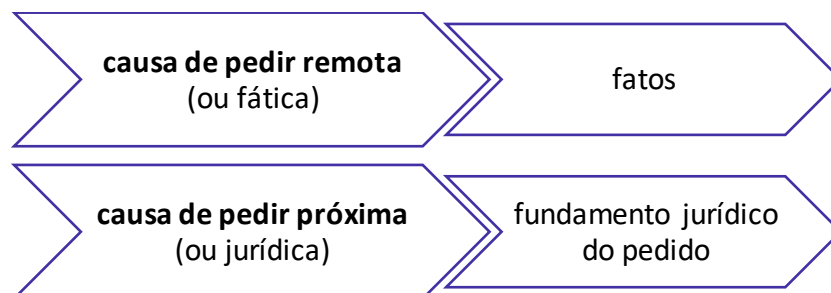 causa de pedir remota
(ou fática)
fatos
causa de pedir próxima
(ou jurídica)
fundamento jurídico
do pedido